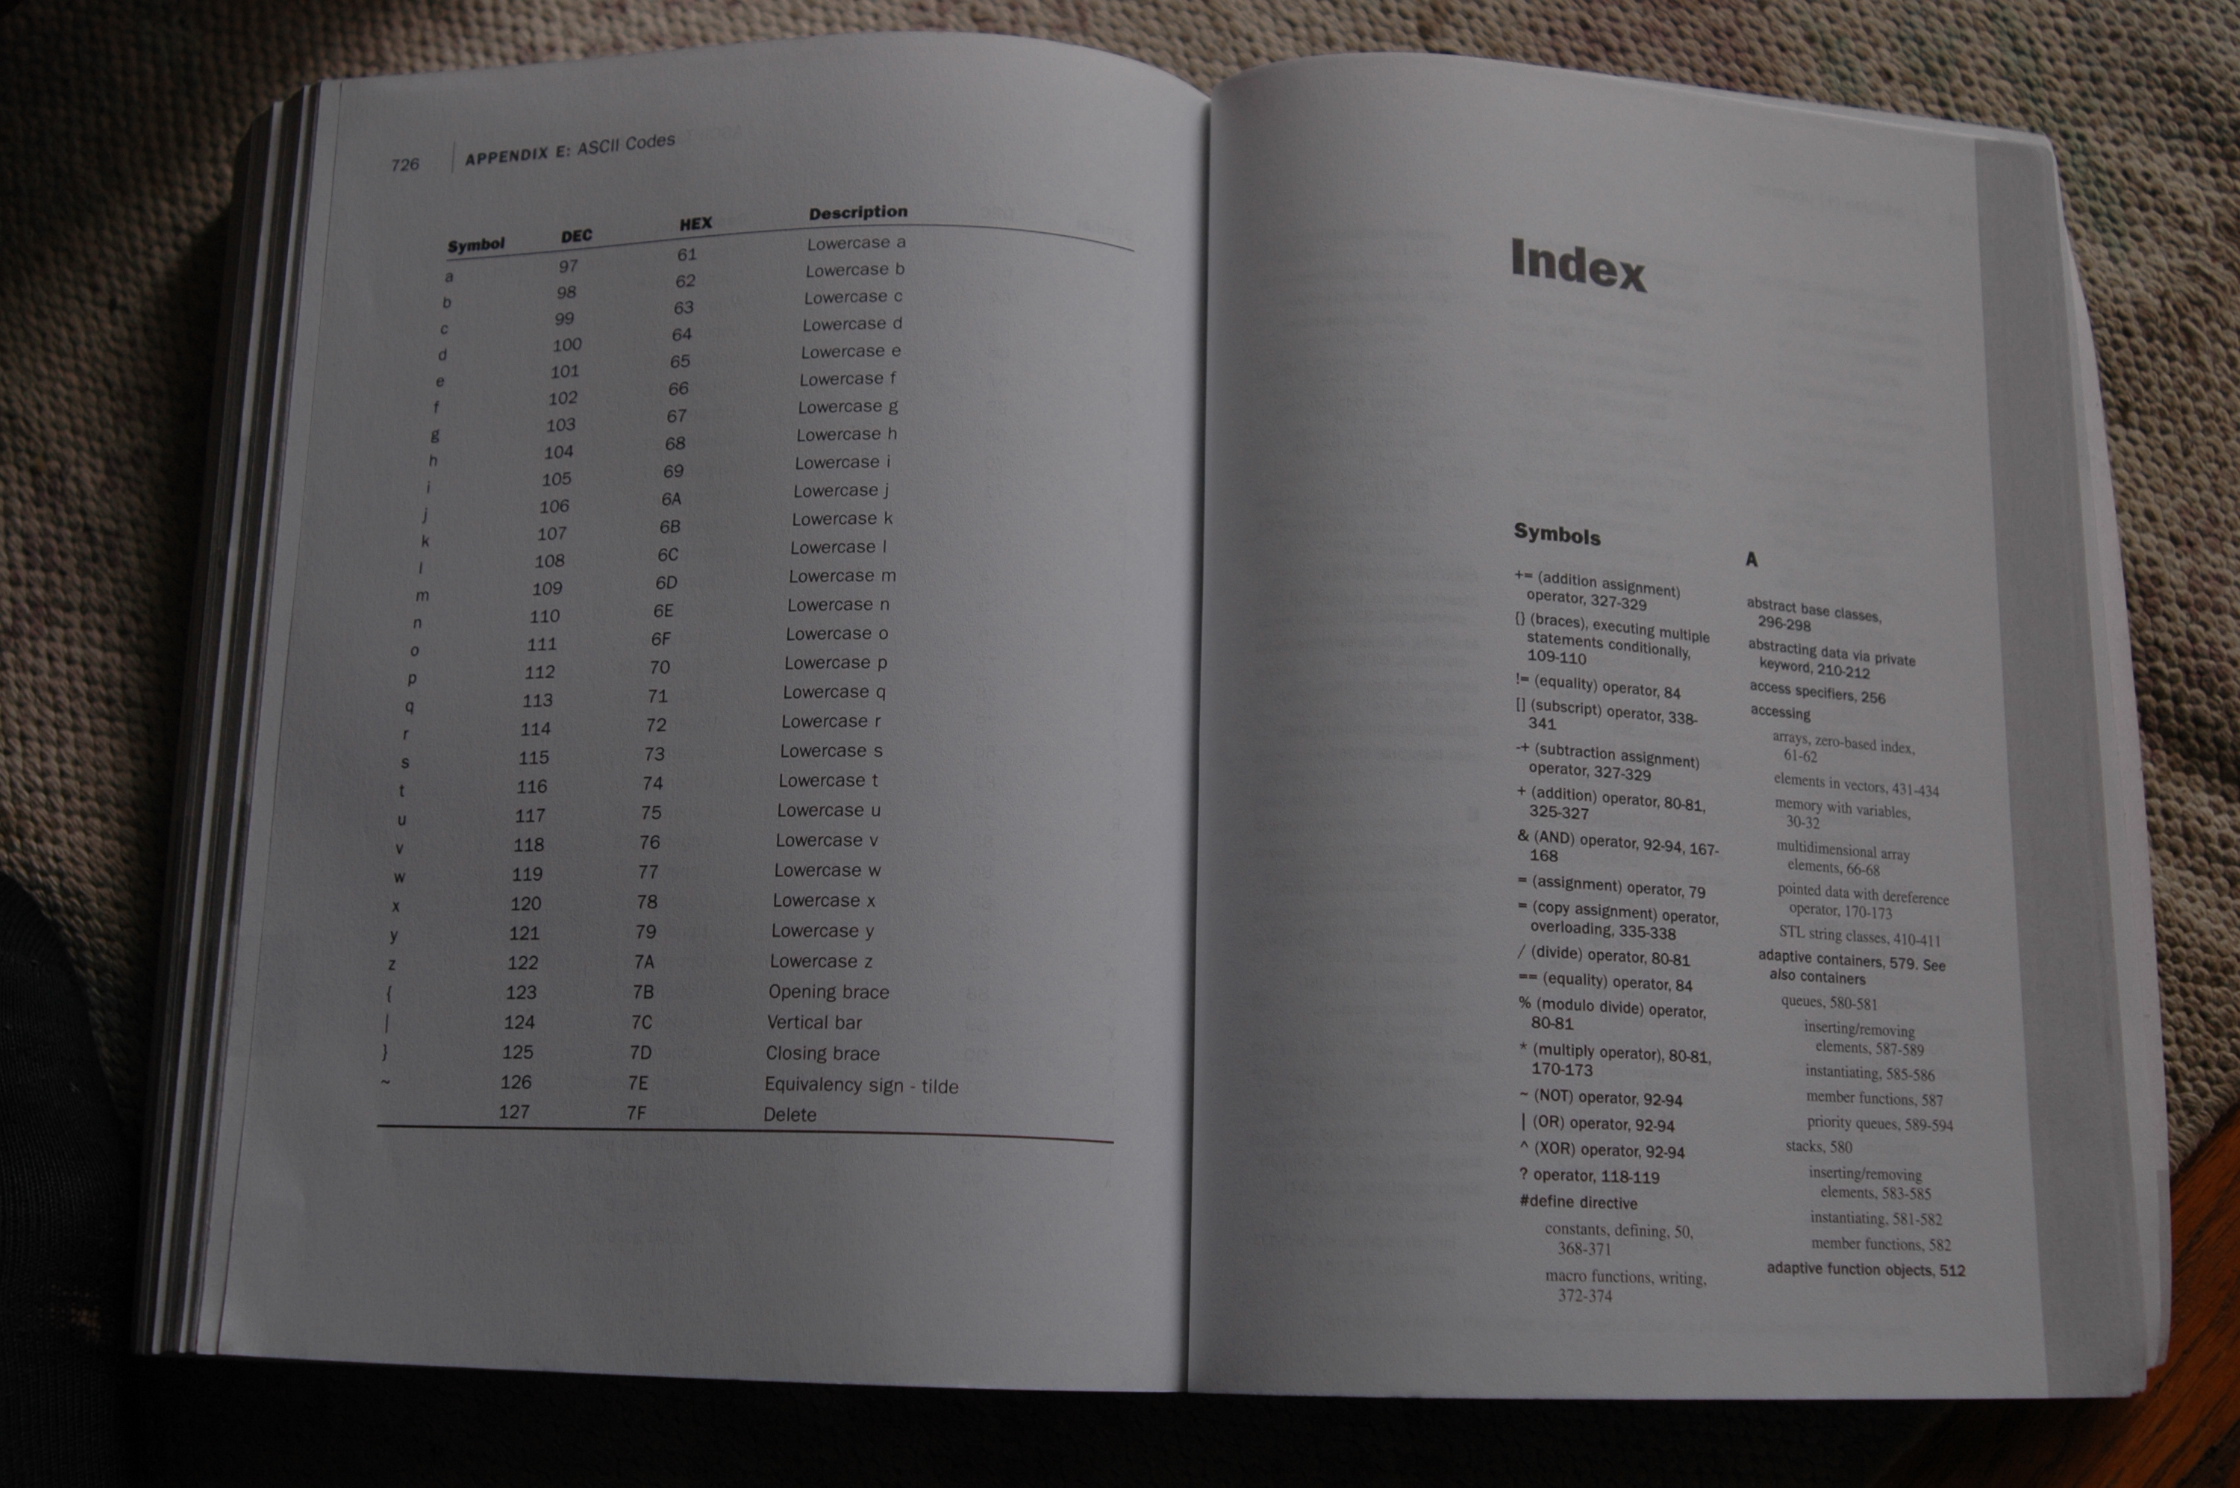 726 APPENDIX E: ASCII Codes
Symbol DEC HEX Description
a 97 61 Lowercase a
b 98 62 Lowercase b
c 99 63 Lowercase c
d 100 64 Lowercase d
e 101 65 Lowercase e
f 102 66 Lowercase f
g 103 67 Lowercase g
h 104 68 Lowercase h
i 105 69 Lowercase i
j 106 6A Lowercase j
k 107 6B Lowercase k
l 108 6C Lowercase l
m 109 6D Lowercase m
n 110 6E Lowercase n
o 111 6F Lowercase o
p 112 70 Lowercase p
q 113 71 Lowercase q
r 114 72 Lowercase r
s 115 73 Lowercase s
t 116 74 Lowercase t
u 117 75 Lowercase u
v 118 76 Lowercase v
w 119 77 Lowercase w
x 120 78 Lowercase x
y 121 79 Lowercase y
z 122 7A Lowercase z
{ 123 7B Opening brace
| 124 7C Vertical bar
} 125 7D Closing brace
~ 126 7E Equivalency sign - tilde
127 7F Delete
Index
Symbols
+= (addition assignment)
operator, 327-329
{} (braces), executing multiple
statements conditionally,
109-110
!= (equality) operator, 84
[] (subscript) operator, 338-
341
-+ (subtraction assignment)
operator, 327-329
+ (addition) operator, 80-81,
325-327
& (AND) operator, 92-94, 167-
168
= (assignment) operator, 79
= (copy assignment) operator,
overloading, 335-338
/ (divide) operator, 80-81
== (equality) operator, 84
% (modulo divide) operator,
80-81
* (multiply operator), 80-81,
170-173
~ (NOT) operator, 92-94
| (OR) operator, 92-94
^ (XOR) operator, 92-94
? operator, 118-119
#define directive
constants, defining, 50,
368-371
macro functions, writing,
372-374
A
abstract base classes,
296-298
abstracting data via private
keyword, 210-212
access specifiers, 256
accessing
arrays, zero-based index,
61-62
elements in vectors, 431-434
memory with variables,
30-32
multidimensional array
elements, 66-68
pointed data with dereference
operator, 170-173
STL string classes, 410-411
adaptive containers, 579. See
also containers
queues, 580-581
inserting/removing
elements, 587-589
instantiating, 585-586
member functions, 587
priority queues, 589-594
stacks, 580
inserting/removing
elements, 583-585
instantiating, 581-582
member functions, 582
adaptive function objects, 512